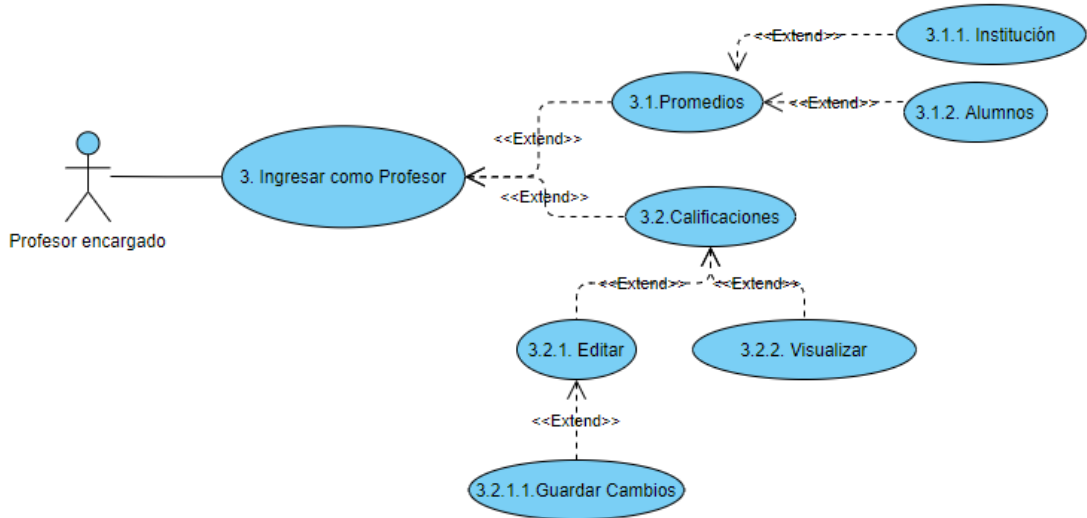 3.1.1. Institución
<<Extend>>
3.1.Promedios
<<Extend>>
3.1.2. Alumnos
<<Extend>>
3. Ingresar como Profesor
<<Extend>>
Profesor encargado
3.2.Calificaciones
<<Extend>>
<<Extend>>
3.2.1. Editar
3.2.2. Visualizar
<<Extend>>
3.2.1.1.Guardar Cambios